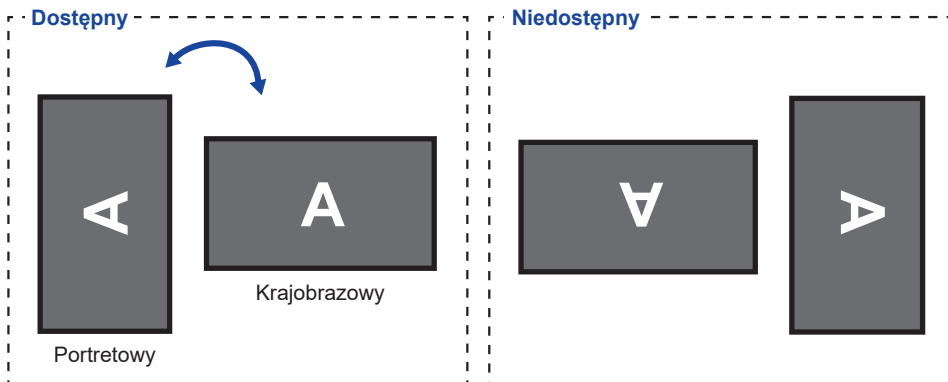 Dostępny
Niedostępny
A
A
A
A
Krajobrazowy
Portretowy